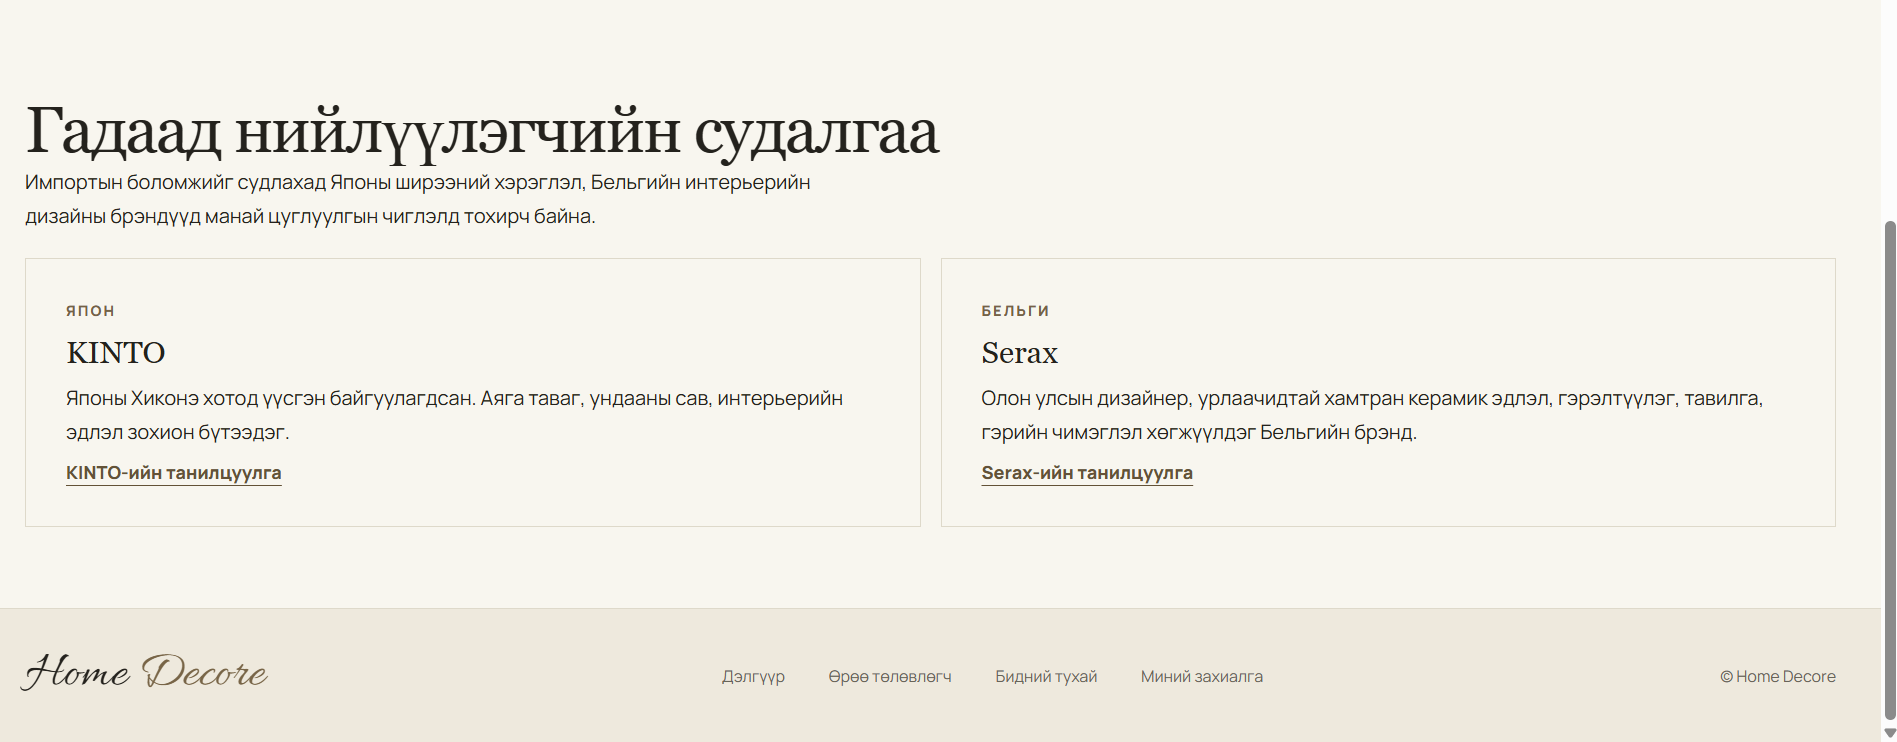 Гадаад нийлүүлэгчийн судалгаа
Импортын боломжийг судлахад Японы ширээний хэрэглэл, Бельгийн интерьерийн
дизайны брэндүүд манай цуглуулгын чиглэлд тохирч байна.
ЯПОН
KINTO
Японы Хиконэ хотод үүсгэн байгуулагдсан. Аяга таваг, ундааны сав, интерьерийн
эдлэл зохион бүтээдэг.
KINTO-ийн танилцуулга
БЕЛЬГИ
Serax
Олон улсын дизайнер, урлаачидтай хамтран керамик эдлэл, гэрэлтүүлэг, тавилга,
гэрийн чимэглэл хөгжүүлдэг Бельгийн брэнд.
Serax-ийн танилцуулга
Home Decore
Дэлгүүр
Өрөө төлөвлөгч
Бидний тухай
Миний захиалга
© Home Decore